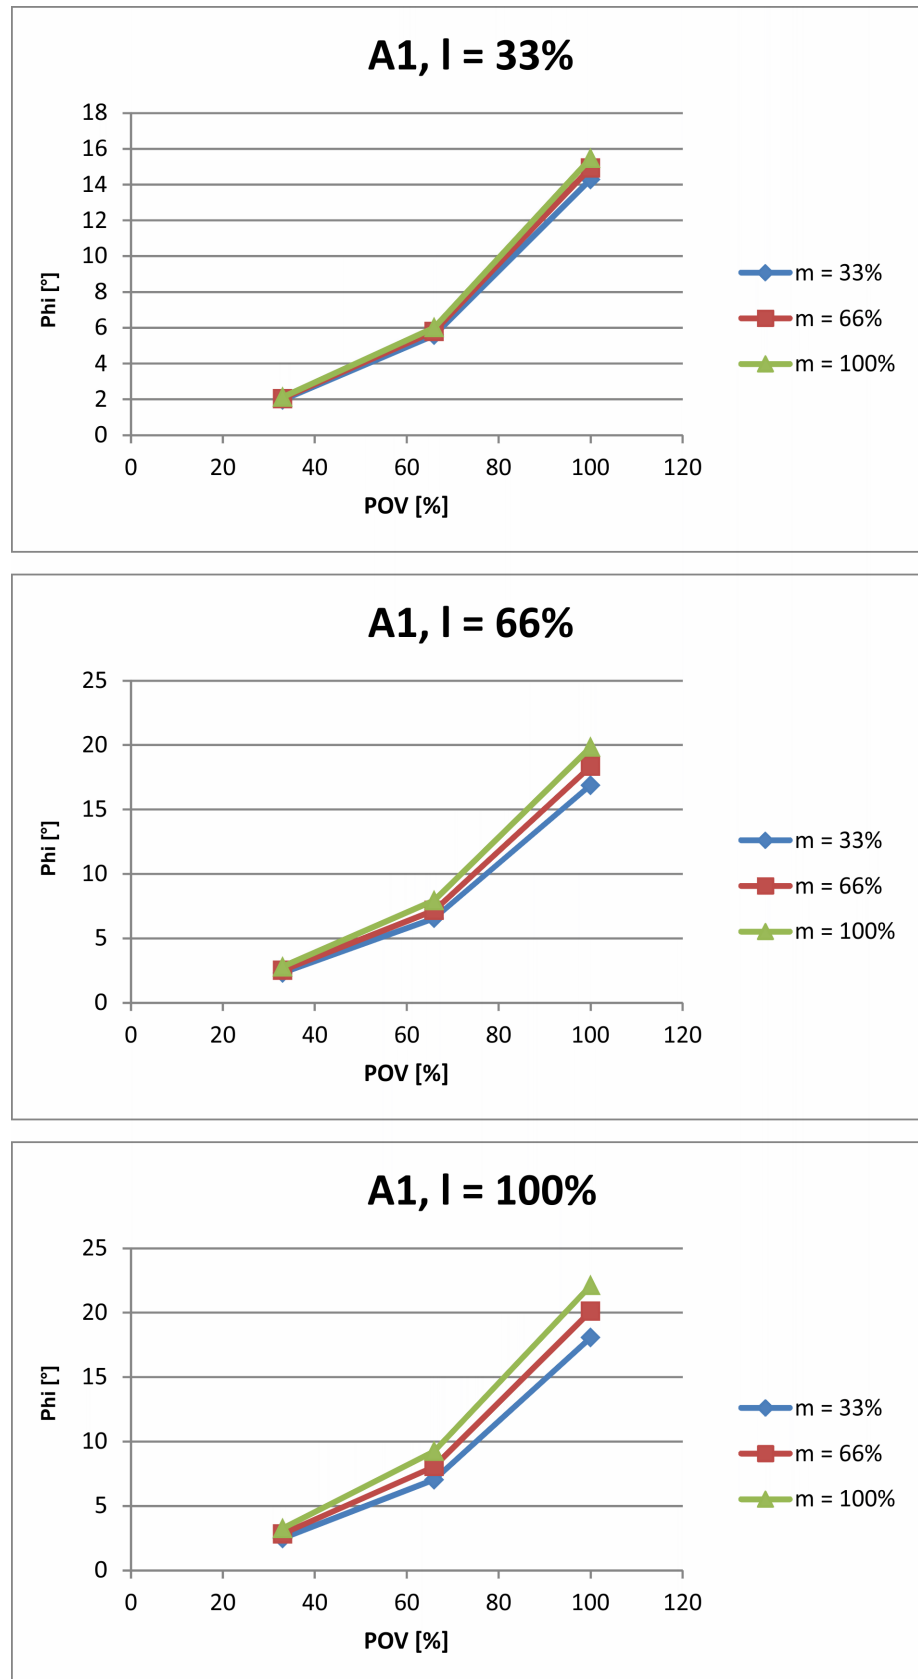 A1, l = 33%
18
16
14
12
10
8
6
4
2
0
Phi [°]
0 20 40 60 80 100 120
POV [%]
m = 33%
m = 66%
m = 100%
A1, l = 66%
25
20
15
10
5
0
Phi [°]
0 20 40 60 80 100 120
POV [%]
m = 33%
m = 66%
m = 100%
A1, l = 100%
25
20
15
10
5
0
Phi [°]
0 20 40 60 80 100 120
POV [%]
m = 33%
m = 66%
m = 100%